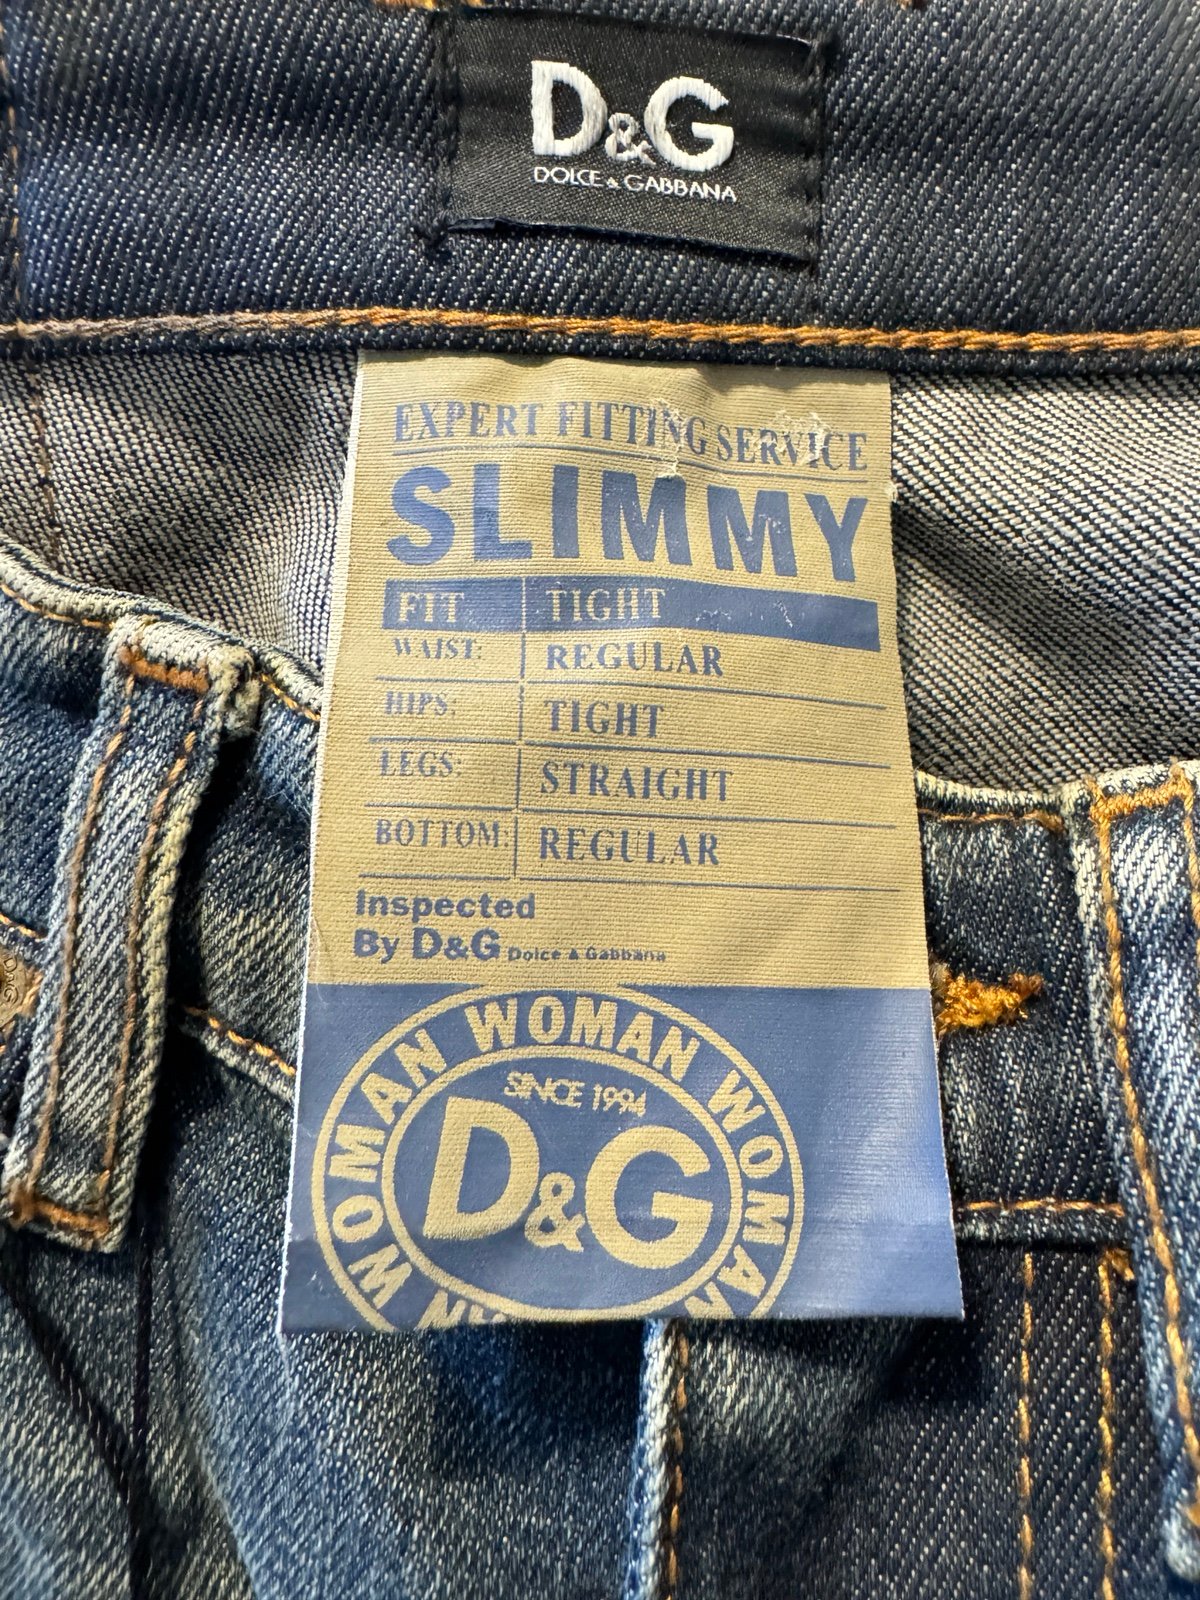 D&G
DOLCE & GABBANA
EXPERT FITTING SERVICE
SLIMMY
FIT TIGHT
WAIST: REGULAR
HIPS: TIGHT
LEGS: STRAIGHT
BOTTOM: REGULAR
Inspected
By D&G Dolce & Gabbana
WOMAN WOMAN WOMAN
SINCE 1994
D&G